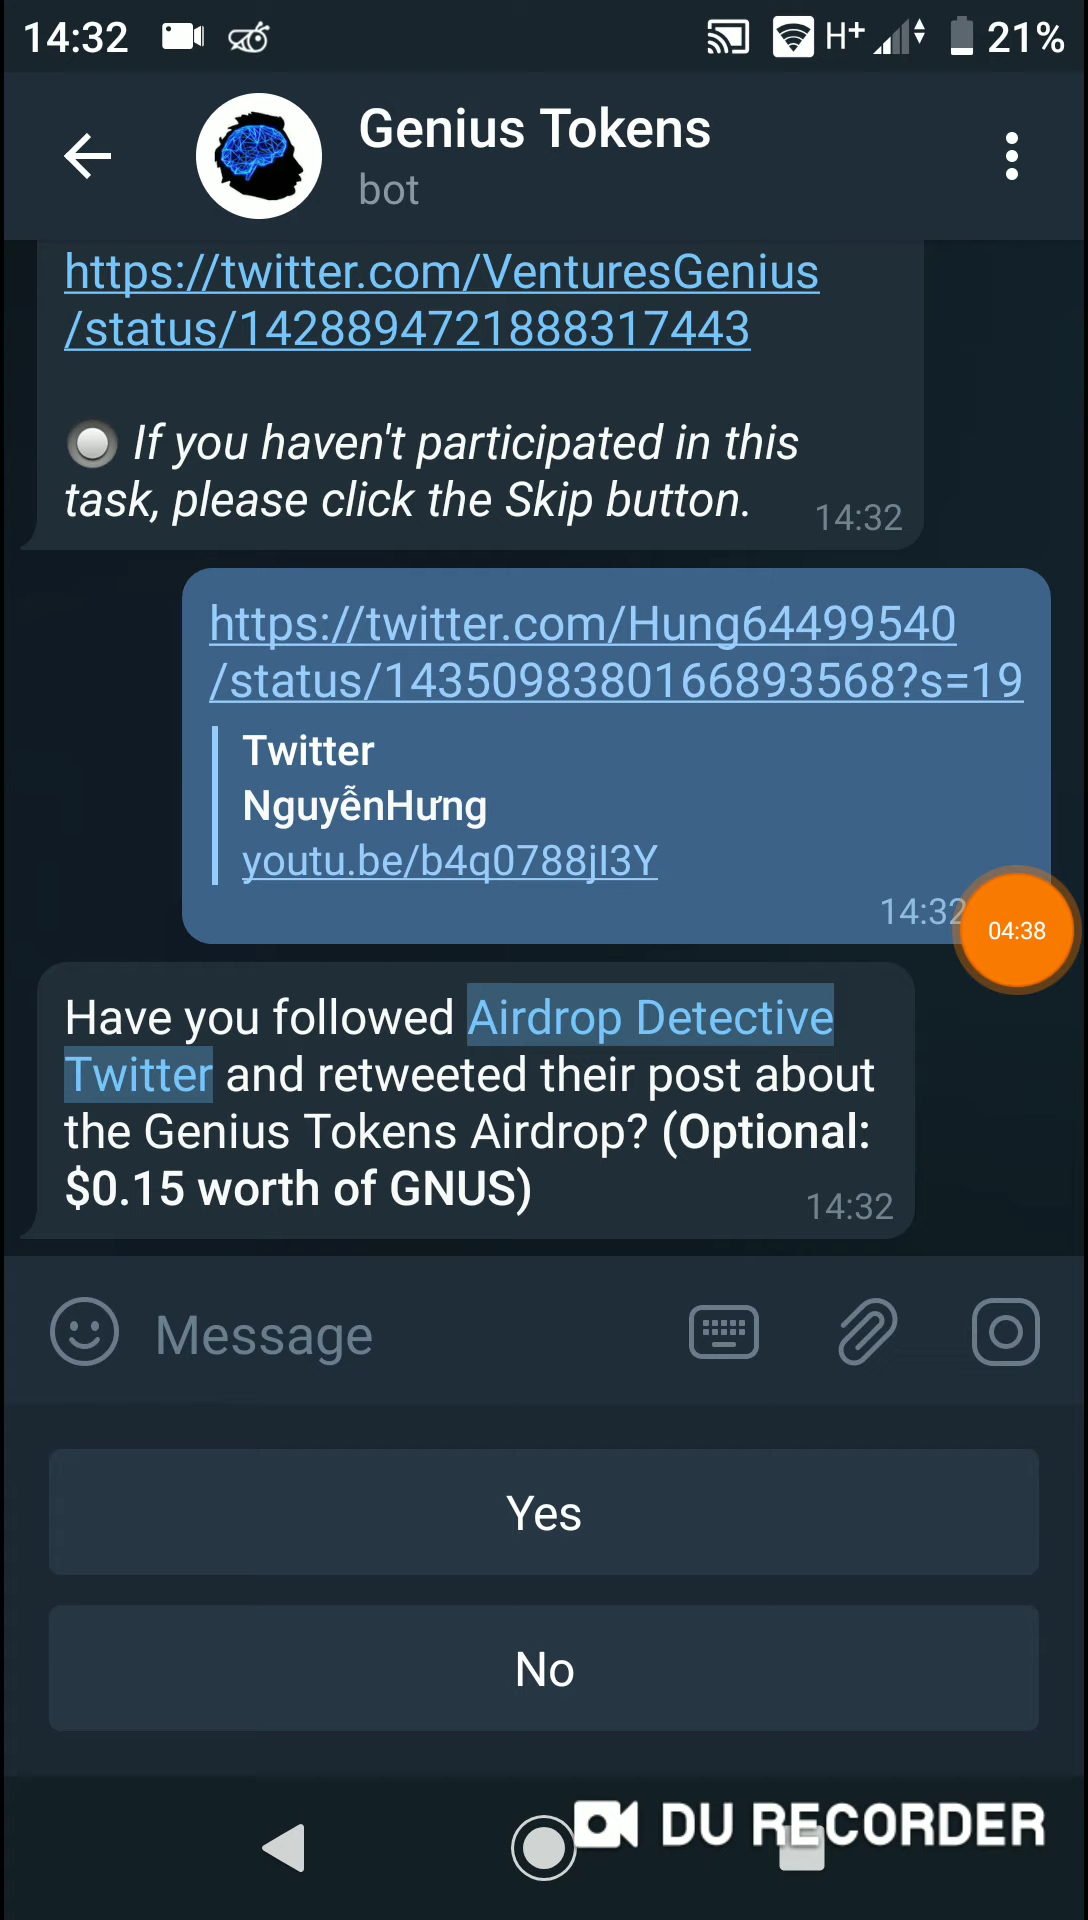 14:32
H+
21%
Genius Tokens
bot
https://twitter.com/VenturesGenius
/status/1428894721888317443
If you haven't participated in this
task, please click the Skip button.
14:32
https://twitter.com/Hung64499540
/status/1435098380166893568?s=19
Twitter
NguyễnHưng
youtu.be/b4q0788jI3Y
14:32
04:38
Have you followed Airdrop Detective
Twitter and retweeted their post about
the Genius Tokens Airdrop? (Optional:
$0.15 worth of GNUS)
14:32
Message
Yes
No
DU RECORDER